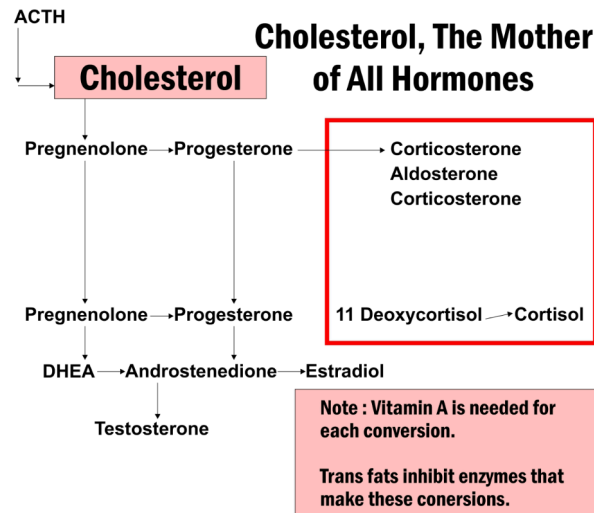 ACTH
Cholesterol, The Mother
of All Hormones
Cholesterol
Pregnenolone
Progesterone
Corticosterone
Aldosterone
Corticosterone
11 Deoxycortisol
Cortisol
Pregnenolone
Progesterone
DHEA
Androstenedione
Estradiol
Testosterone
Note : Vitamin A is needed for
each conversion.
Trans fats inhibit enzymes that
make these conersions.